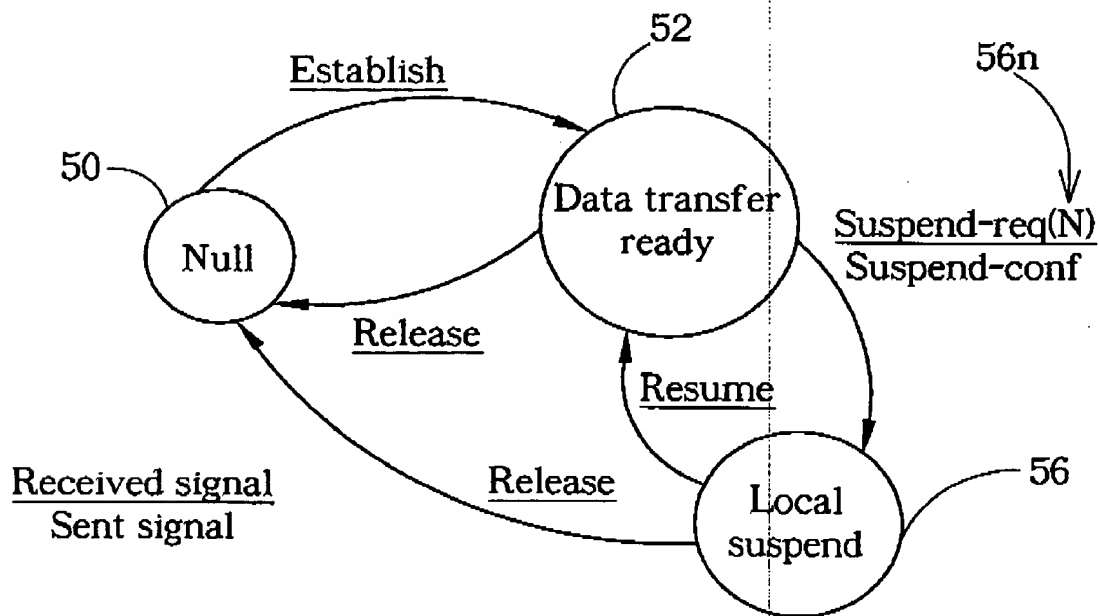 52
Establish
56n
50
Data transfer
ready
Null
Suspend-req(N)
Suspend-conf
Release
Resume
Received signal
Sent signal
Release
Local
suspend
56